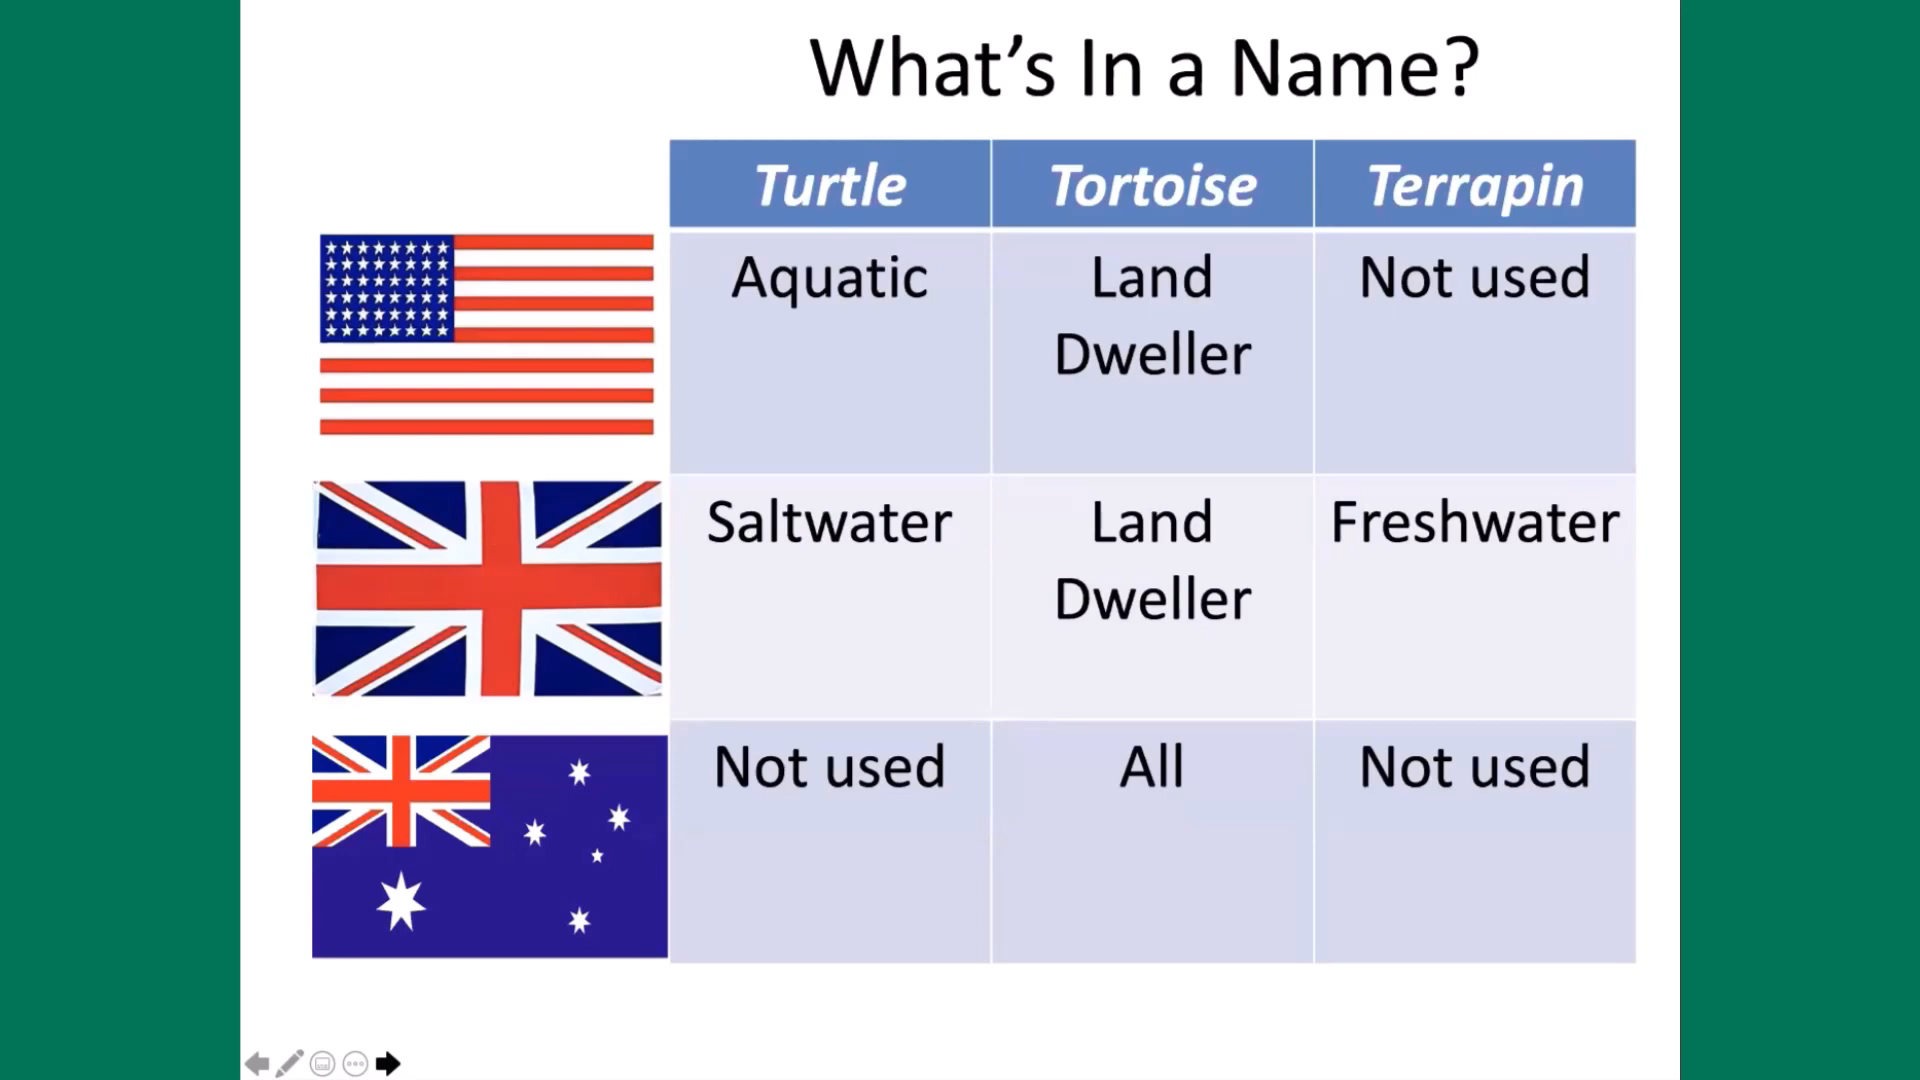 What's In a Name?
Turtle Tortoise Terrapin
Aquatic Land Not used
Dweller
Saltwater Land Freshwater
Dweller
Not used All Not used